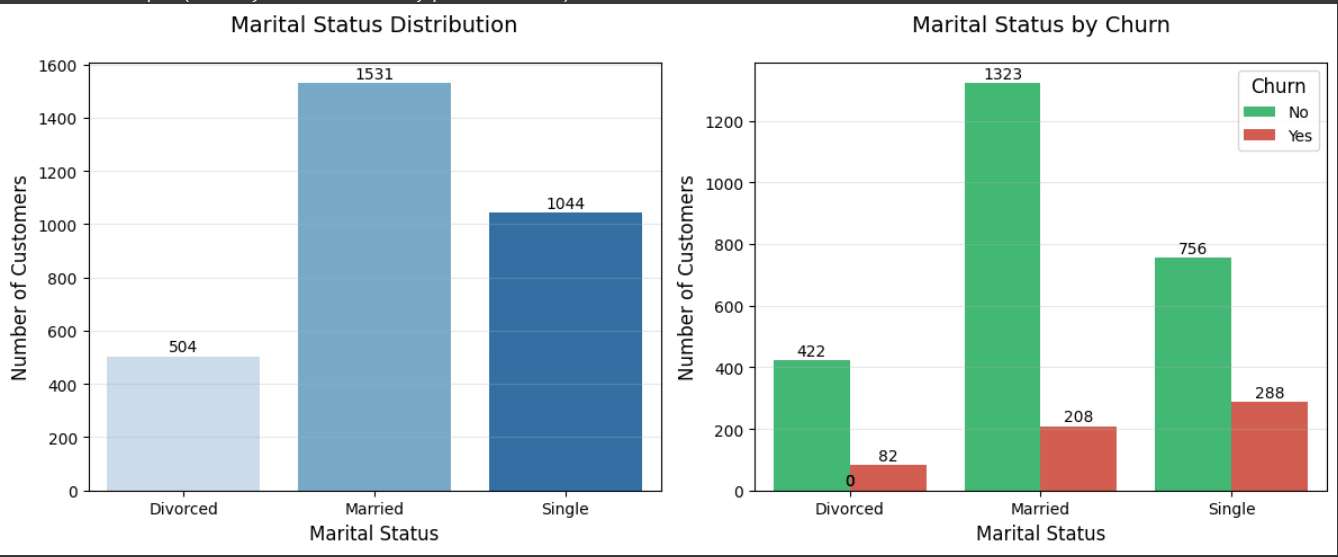 Marital Status Distribution
1600
1400
1200
1000
800
600
400
200
0
Number of Customers
504
1531
1044
Divorced Married Single
Marital Status
Marital Status by Churn
1200
1000
800
600
400
200
0
Number of Customers
422
82
0
1323
208
756
288
Churn
No
Yes
Divorced Married Single
Marital Status